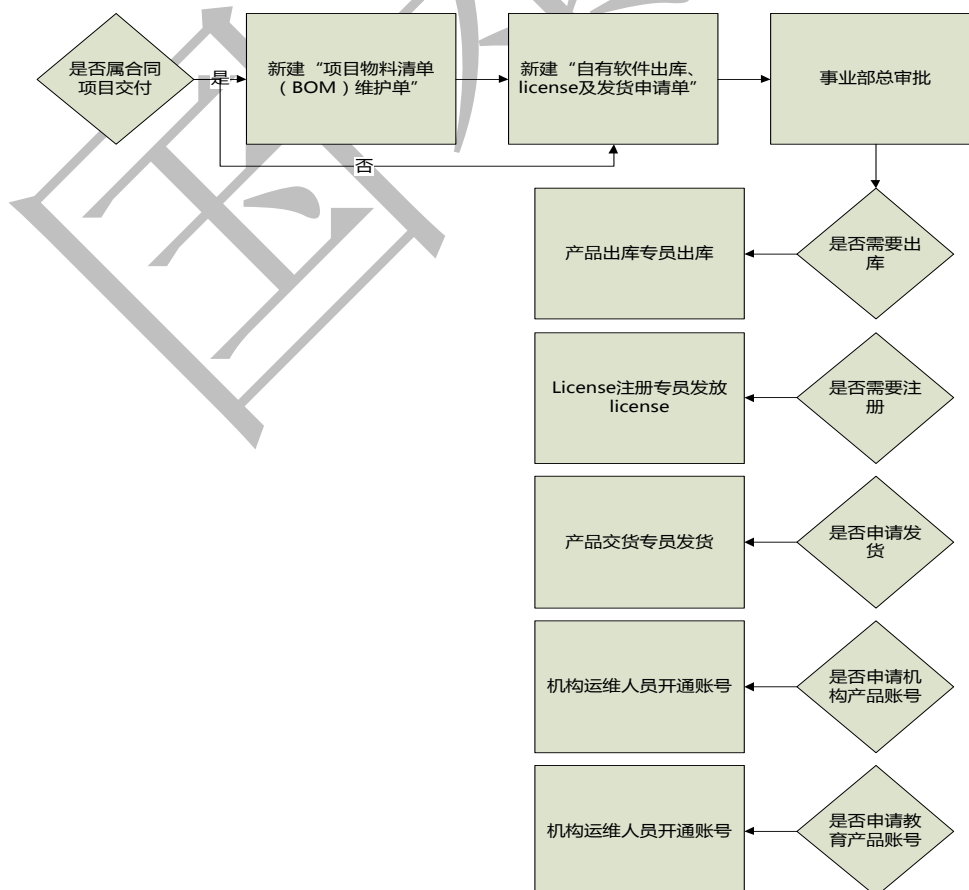 是否属合同
项目交付
是
新建“项目物料清单
（BOM）维护单”
新建“自有软件出库、
license及发货申请单”
事业部总审批
否
产品出库专员出库
是否需要出
库
License注册专员发放
license
是否需要注
册
产品交货专员发货
是否申请发
货
机构运维人员开通账号
是否申请机
构产品账号
机构运维人员开通账号
是否申请教
育产品账号